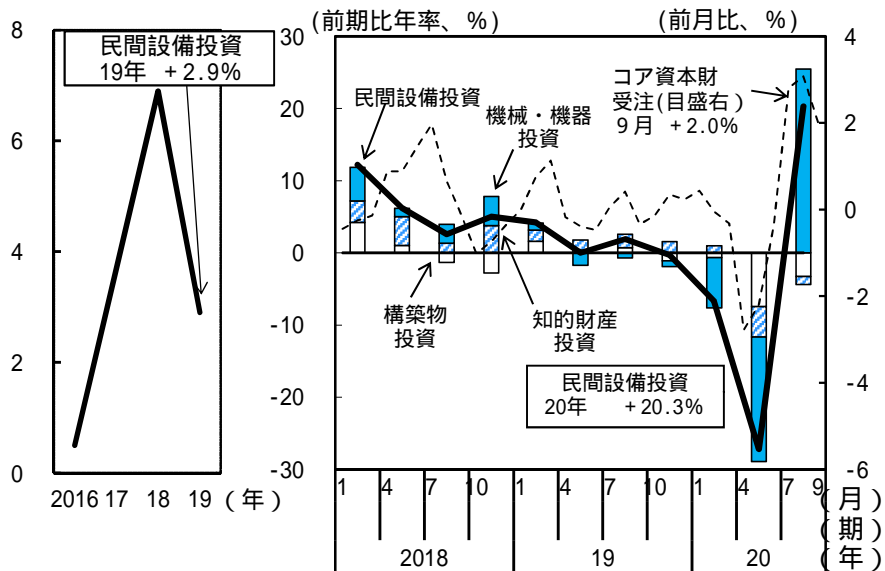 8
6
4
2
0
民間設備投資
19年 +2.9%
2016 17 18 19 (年)
(前期比年率、%)
(前月比、%)
30
20
10
0
-10
-20
-30
4
2
0
-2
-4
-6
民間設備投資
機械・機器
投資
コア資本財
受注(目盛右)
9月 +2.0%
構築物
投資
知的財産
投資
民間設備投資
20年 +20.3%
1 4 7 10 1 4 7 10 1 4 7 9
(月)
(期)
2018 19 20 (年)